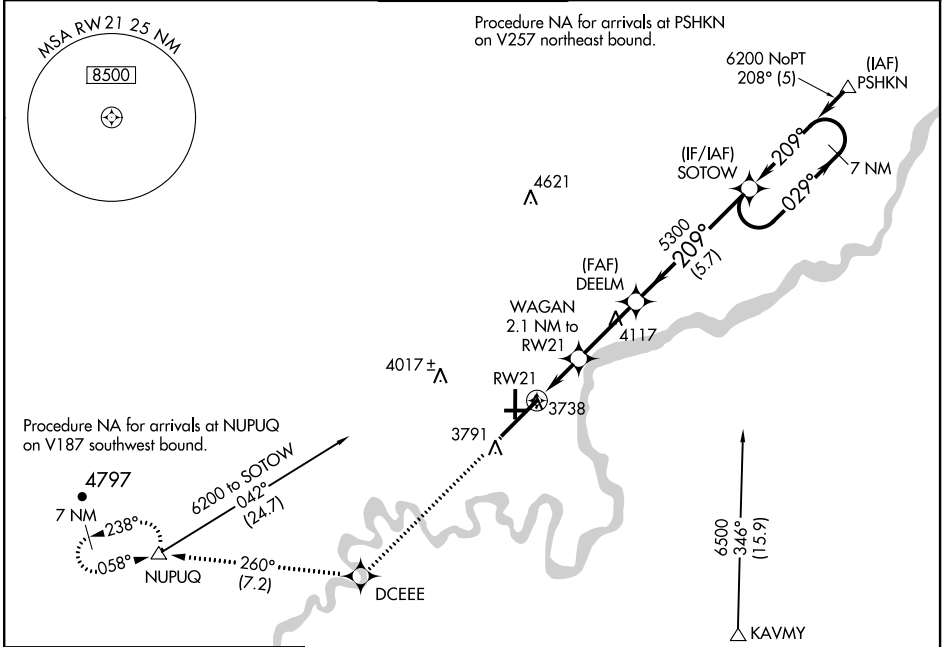 MSA RW21 25 NM
8500
Procedure NA for arrivals at PSHKN
on V257 northeast bound.
6200 NoPT
208° (5)
(IAF)
PSHKN
209°
7 NM
029°
(IF/IAF)
SOTOW
4621
5300
209°
(5.7)
(FAF)
DEELM
WAGAN
2.1 NM to
RW21
4117
4017 ±
RW21
3738
3791
Procedure NA for arrivals at NUPUQ
on V187 southwest bound.
4797
7 NM
238°
058°
NUPUQ
6200 to SOTOW
042°
(24.7)
260°
(7.2)
DCEEE
6500
346°
(15.9)
KAVMY